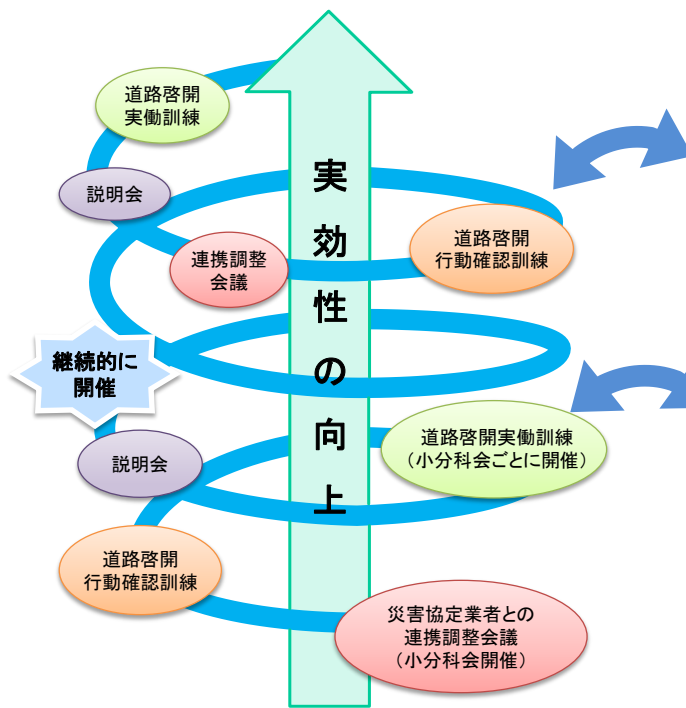 道路啓開
実働訓練
説明会
連携調整
会議
道路啓開
行動確認訓練
実効性の向上
継続的に
開催
説明会
道路啓開実働訓練
（小分科会ごとに開催）
道路啓開
行動確認訓練
災害協定業者との
連携調整会議
（小分科会開催）